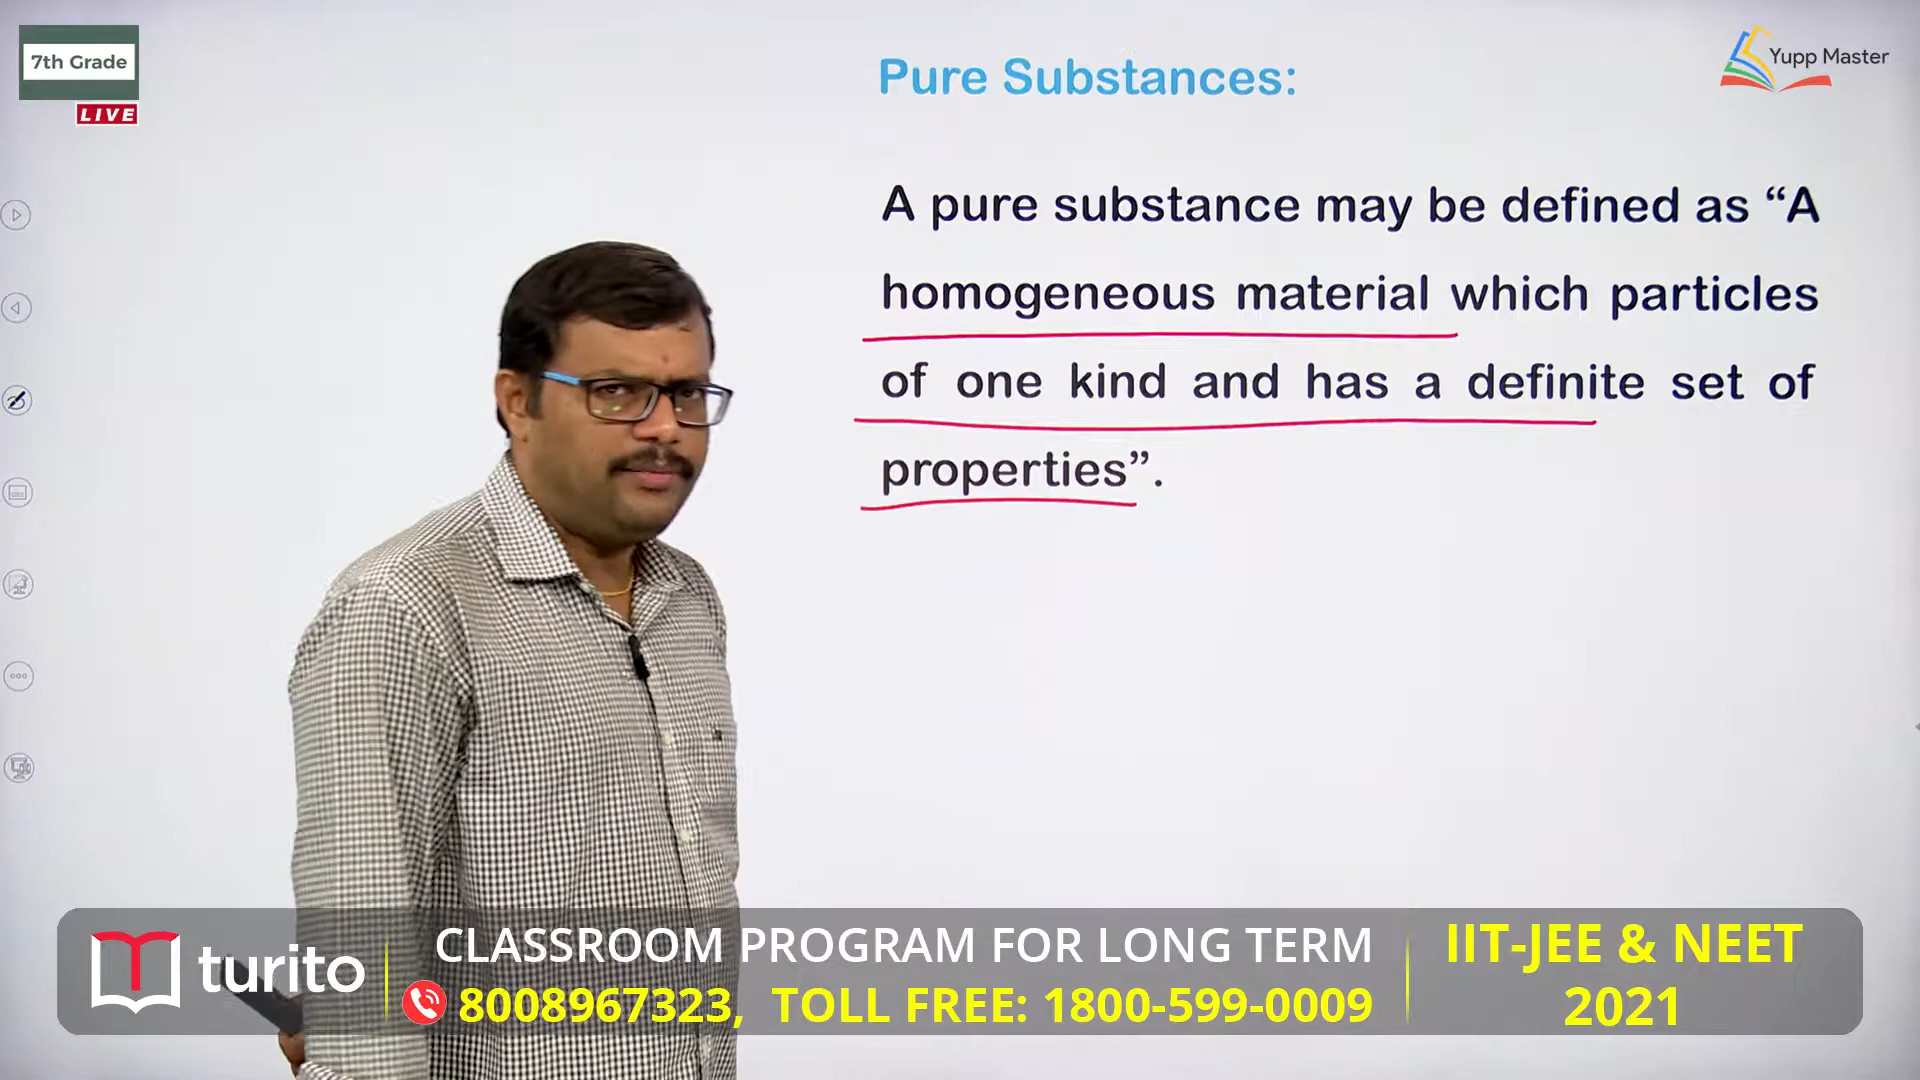 7th Grade
LIVE
Yupp Master
Pure Substances:
A pure substance may be defined as “A
homogeneous material which particles
of one kind and has a definite set of
properties”.
turito
CLASSROOM PROGRAM FOR LONG TERM
8008967323, TOLL FREE: 1800-599-0009
IIT-JEE & NEET
2021